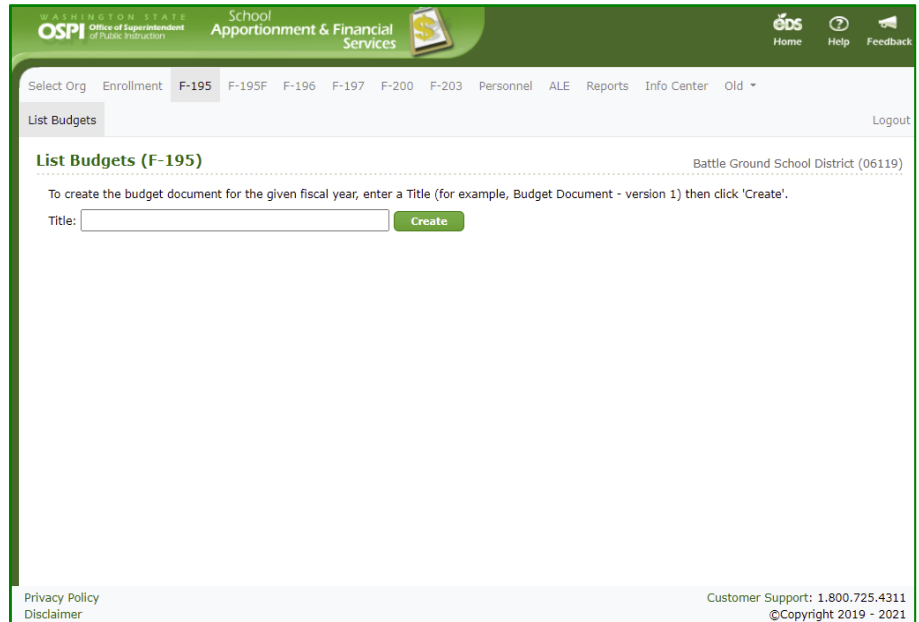 WASHINGTON STATE
OSPI Office of Superintendent
of Public Instruction
School
Apportionment & Financial
Services
EDS
Home Help Feedback
Select Org Enrollment F-195 F-195F F-196 F-197 F-200 F-203 Personnel ALE Reports Info Center Old
List Budgets Logout
List Budgets (F-195) Battle Ground School District (06119)
To create the budget document for the given fiscal year, enter a Title (for example, Budget Document - version 1) then click 'Create'.
Title: Create
Privacy Policy Customer Support: 1.800.725.4311
Disclaimer ©Copyright 2019 - 2021